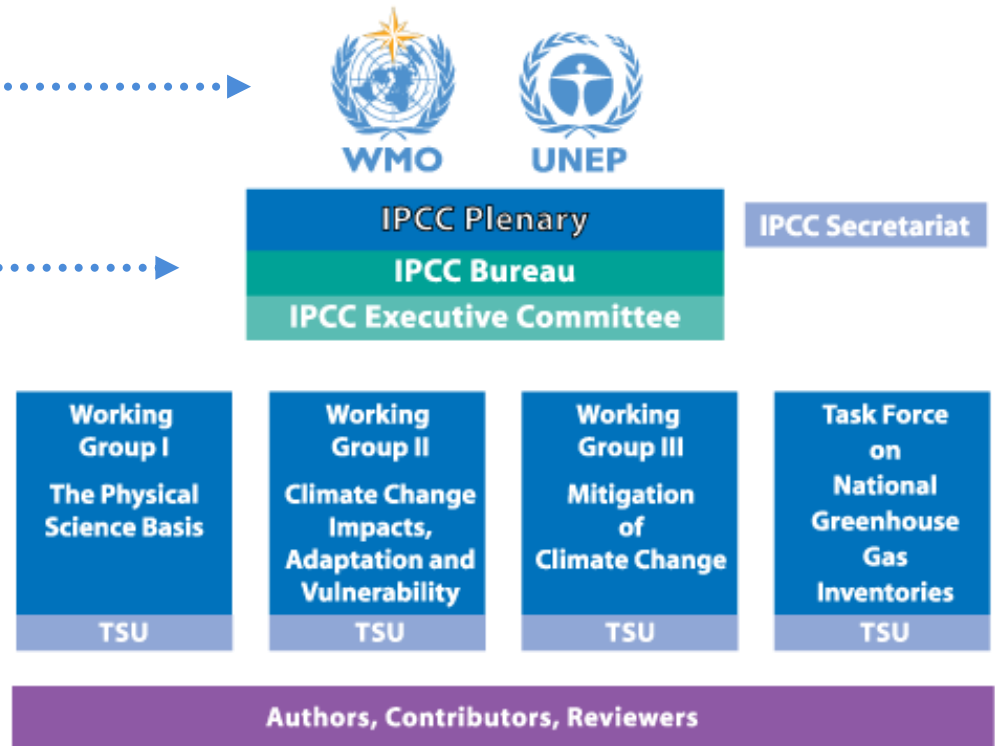 WMO
UNEP
IPCC Plenary
IPCC Secretariat
IPCC Bureau
IPCC Executive Committee
Working
Group I
The Physical
Science Basis
TSU
Working
Group II
Climate Change
Impacts,
Adaptation and
Vulnerability
TSU
Working
Group III
Mitigation
of
Climate Change
TSU
Task Force
on
National
Greenhouse
Gas
Inventories
TSU
Authors, Contributors, Reviewers